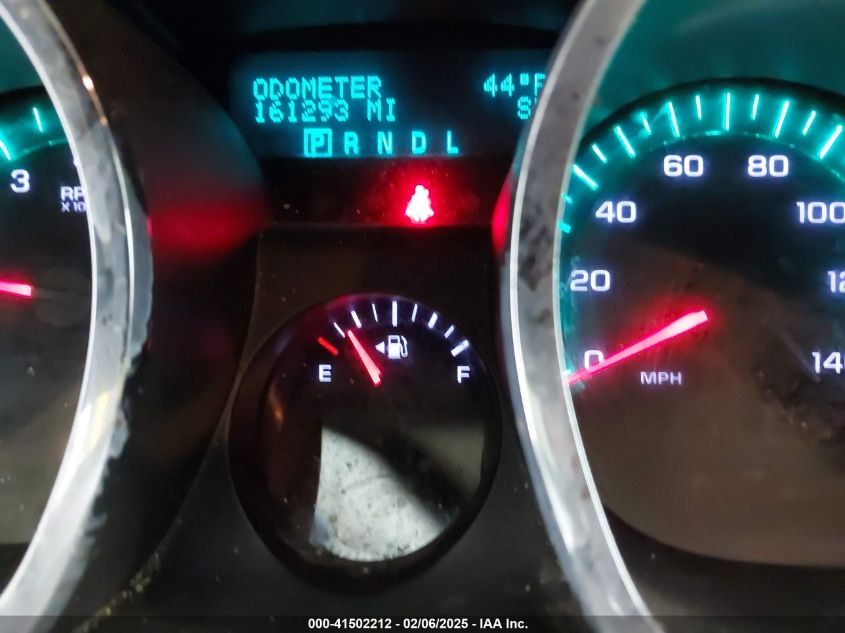 ODOMETER 44°F
161293 MI
P R N D L
3
60 80
40 100
20
E F
0
MPH
000-41502212 - 02/06/2025 - IAA Inc.